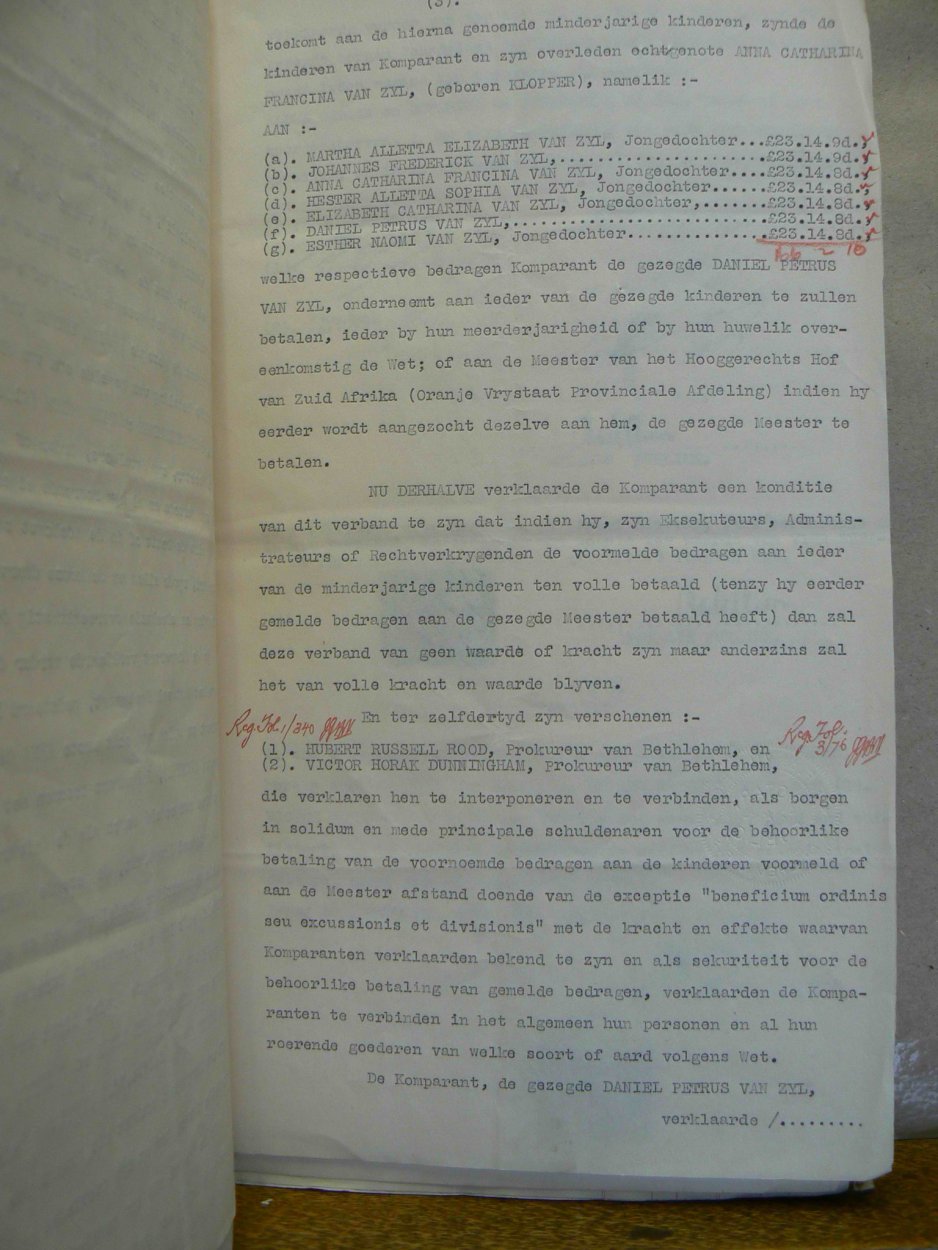 (3).
toekomt aan de hierna genoemde minderjarige kinderen, zynde de
kinderen van Komparant en zyn overleden echtgenote ANNA CATHARINA
FRANCINA VAN ZYL, (geboren KLOPPER), namelik :-
AAN :-
(a). MARTHA ALLETTA ELIZABETH VAN ZYL, Jongedochter...£23.14.9d.
(b). JOHANNES FREDERICK VAN ZYL,......................£23.14.9d.
(c). ANNA CATHARINA FRANCINA VAN ZYL, Jongedochter....£23.14.8d.
(d). HESTER ALLETTA SOPHIA VAN ZYL, Jongedochter......£23.14.8d.
(e). ELIZABETH CATHARINA VAN ZYL, Jongedochter,.......£23.14.8d.
(f). DANIEL PETRUS VAN ZYL,...........................£23.14.8d.
(g). ESTHER NAOMI VAN ZYL, Jongedochter...............£23.14.8d.
166 2 10
welke respectieve bedragen Komparant de gezegde DANIEL PETRUS
VAN ZYL, onderneemt aan ieder van de gezegde kinderen te zullen
betalen, ieder by hun meerderjarigheid of by hun huwelik over-
eenkomstig de Wet; of aan de Meester van het Hooggerechts Hof
van Zuid Afrika (Oranje Vrystaat Provinciale Afdeling) indien hy
eerder wordt aangezocht dezelve aan hem, de gezegde Meester te
betalen.
NU DERHALVE verklaarde de Komparant een konditie
van dit verband te zyn dat indien hy, zyn Eksekuteurs, Adminis-
trateurs of Rechtverkrygenden de voormelde bedragen aan ieder
van de minderjarige kinderen ten volle betaald (tenzy hy eerder
gemelde bedragen aan de gezegde Meester betaald heeft) dan zal
deze verband van geen waarde of kracht zyn maar anderzins zal
het van volle kracht en waarde blyven.
En ter zelfdertyd zyn verschenen :-
Reg. Fol. 1/340
(1). HUBERT RUSSELL ROOD, Prokureur van Bethlehem, en
Reg. Fol.
3/76
(2). VICTOR HORAK DUNNINGHAM, Prokureur van Bethlehem,
die verklaren hen te interponeren en te verbinden, als borgen
in solidum en mede principale schuldenaren voor de behoorlike
betaling van de voornoemde bedragen aan de kinderen voormeld of
aan de Meester afstand doende van de exceptie "beneficium ordinis
seu excussionis et divisionis" met de kracht en effekte waarvan
Komparanten verklaarden bekend te zyn en als sekuriteit voor de
behoorlike betaling van gemelde bedragen, verklaarden de Kompa-
ranten te verbinden in het algemeen hun personen en al hun
roerende goederen van welke soort of aard volgens Wet.
De Komparant, de gezegde DANIEL PETRUS VAN ZYL,
verklaarde /.........